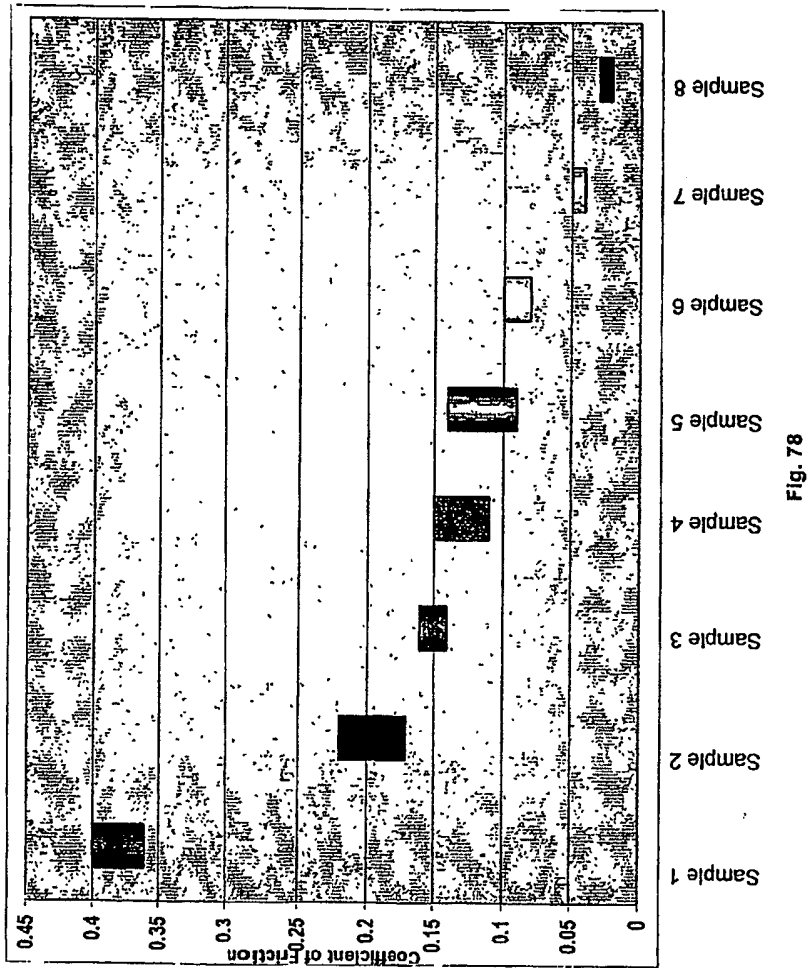 Coefficient of Friction
0.45
0.4
0.35
0.3
0.25
0.2
0.15
0.1
0.05
0
Sample 1
Sample 2
Sample 3
Sample 4
Sample 5
Sample 6
Sample 7
Sample 8
Fig. 78